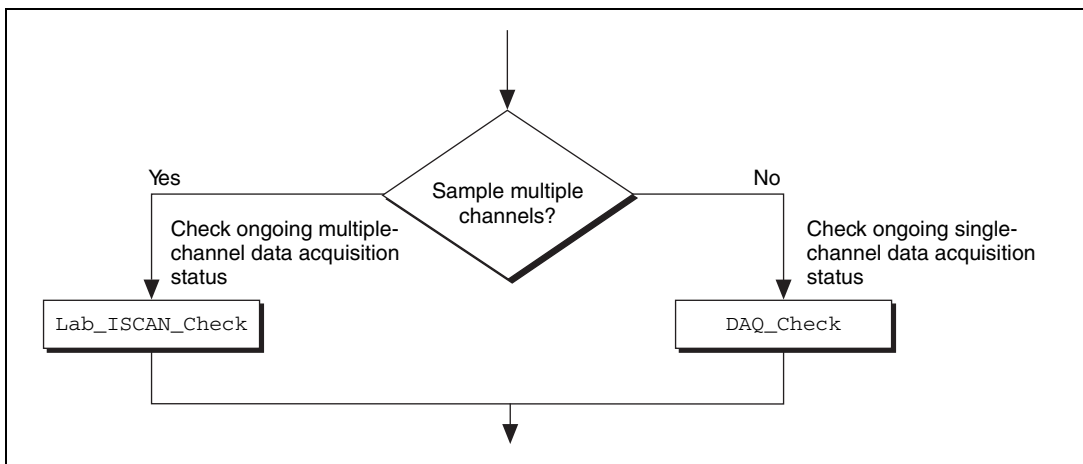 Sample multiple
channels?
Yes
No
Check ongoing multiple-
channel data acquisition
status
Check ongoing single-
channel data acquisition
status
Lab_ISCAN_Check
DAQ_Check